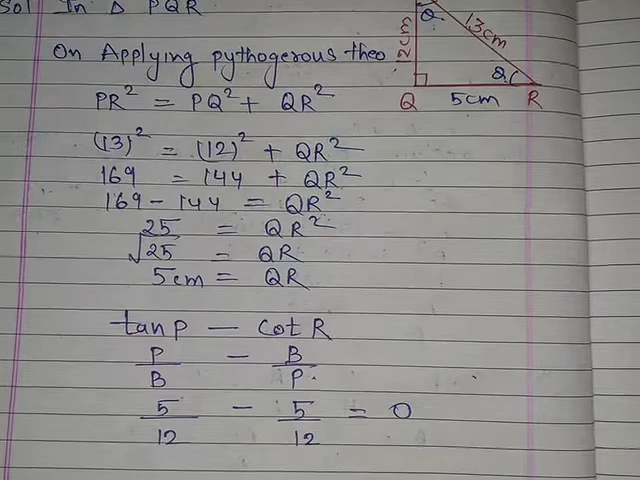 Sol In Δ PQR
On Applying pythogerous theo
PR² = PQ² + QR²
(13)² = (12)² + QR²
169 = 144 + QR²
169 - 144 = QR²
25 = QR²
√25 = QR
5cm = QR
tan P - cot R
P/B - B/P.
5/12 - 5/12 = 0
13cm
2cm
Q 5cm R